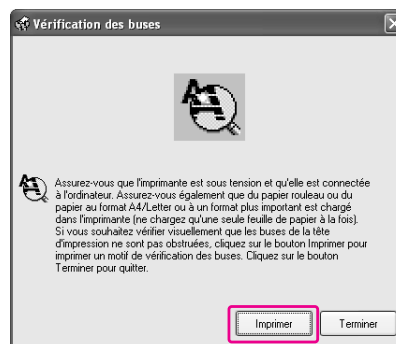 Vérification des buses
Assurez-vous que l'imprimante est sous tension et qu'elle est connectée
à l'ordinateur. Assurez-vous également que du papier rouleau ou du
papier au format A4/Letter ou à un format plus important est chargé
dans l'imprimante (ne chargez qu'une seule feuille de papier à la fois).
Si vous souhaitez vérifier visuellement que les buses de la tête
d'impression ne sont pas obstruées, cliquez sur le bouton Imprimer pour
imprimer un motif de vérification des buses. Cliquez sur le bouton
Terminer pour quitter.
Imprimer Terminer